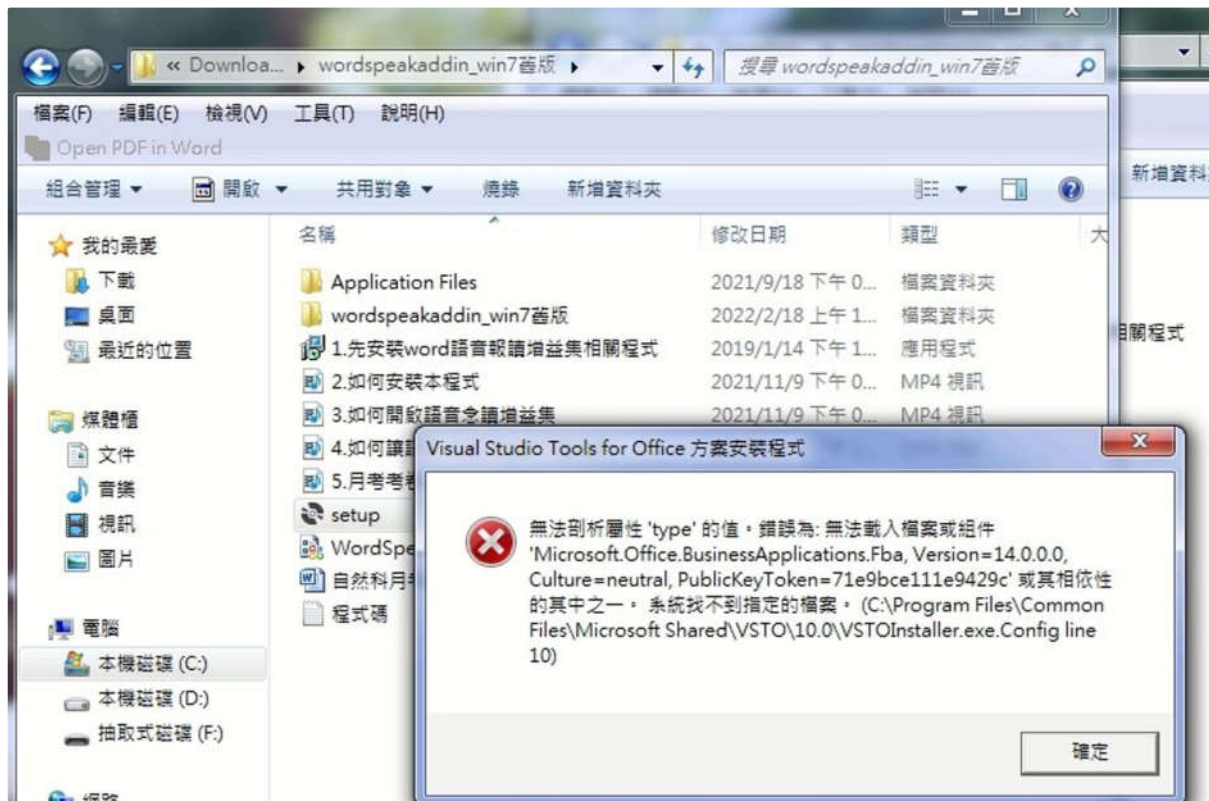 « Downloa... ▸ wordspeakaddin_win7舊版 ▸
搜尋 wordspeakaddin_win7舊版
檔案(F) 編輯(E) 檢視(V) 工具(T) 說明(H)
Open PDF in Word
組合管理 開啟 共用對象 燒錄 新增資料夾
新增資料
名稱 修改日期 類型 大
我的最愛
下載
桌面
最近的位置
媒體櫃
文件
音樂
視訊
圖片
電腦
本機磁碟 (C:)
本機磁碟 (D:)
抽取式磁碟 (F:)
Application Files 2021/9/18 下午 0... 檔案資料夾
wordspeakaddin_win7舊版 2022/2/18 上午 1... 檔案資料夾
1.先安裝word語音報讀增益集相關程式 2019/1/14 下午 1... 應用程式
2.如何安裝本程式 2021/11/9 下午 0... MP4 視訊
3.如何開啟語音念讀增益集 2021/11/9 下午 0... MP4 視訊
4.如何讓
5.月考考
setup
WordSpe
自然科月
程式碼
相關程式
Visual Studio Tools for Office 方案安裝程式
無法剖析屬性 'type' 的值。錯誤為: 無法載入檔案或組件
'Microsoft.Office.BusinessApplications.Fba, Version=14.0.0.0,
Culture=neutral, PublicKeyToken=71e9bce111e9429c' 或其相依性
的其中之一。 系統找不到指定的檔案。 (C:\Program Files\Common
Files\Microsoft Shared\VSTO\10.0\VSTOInstaller.exe.Config line
10)
確定